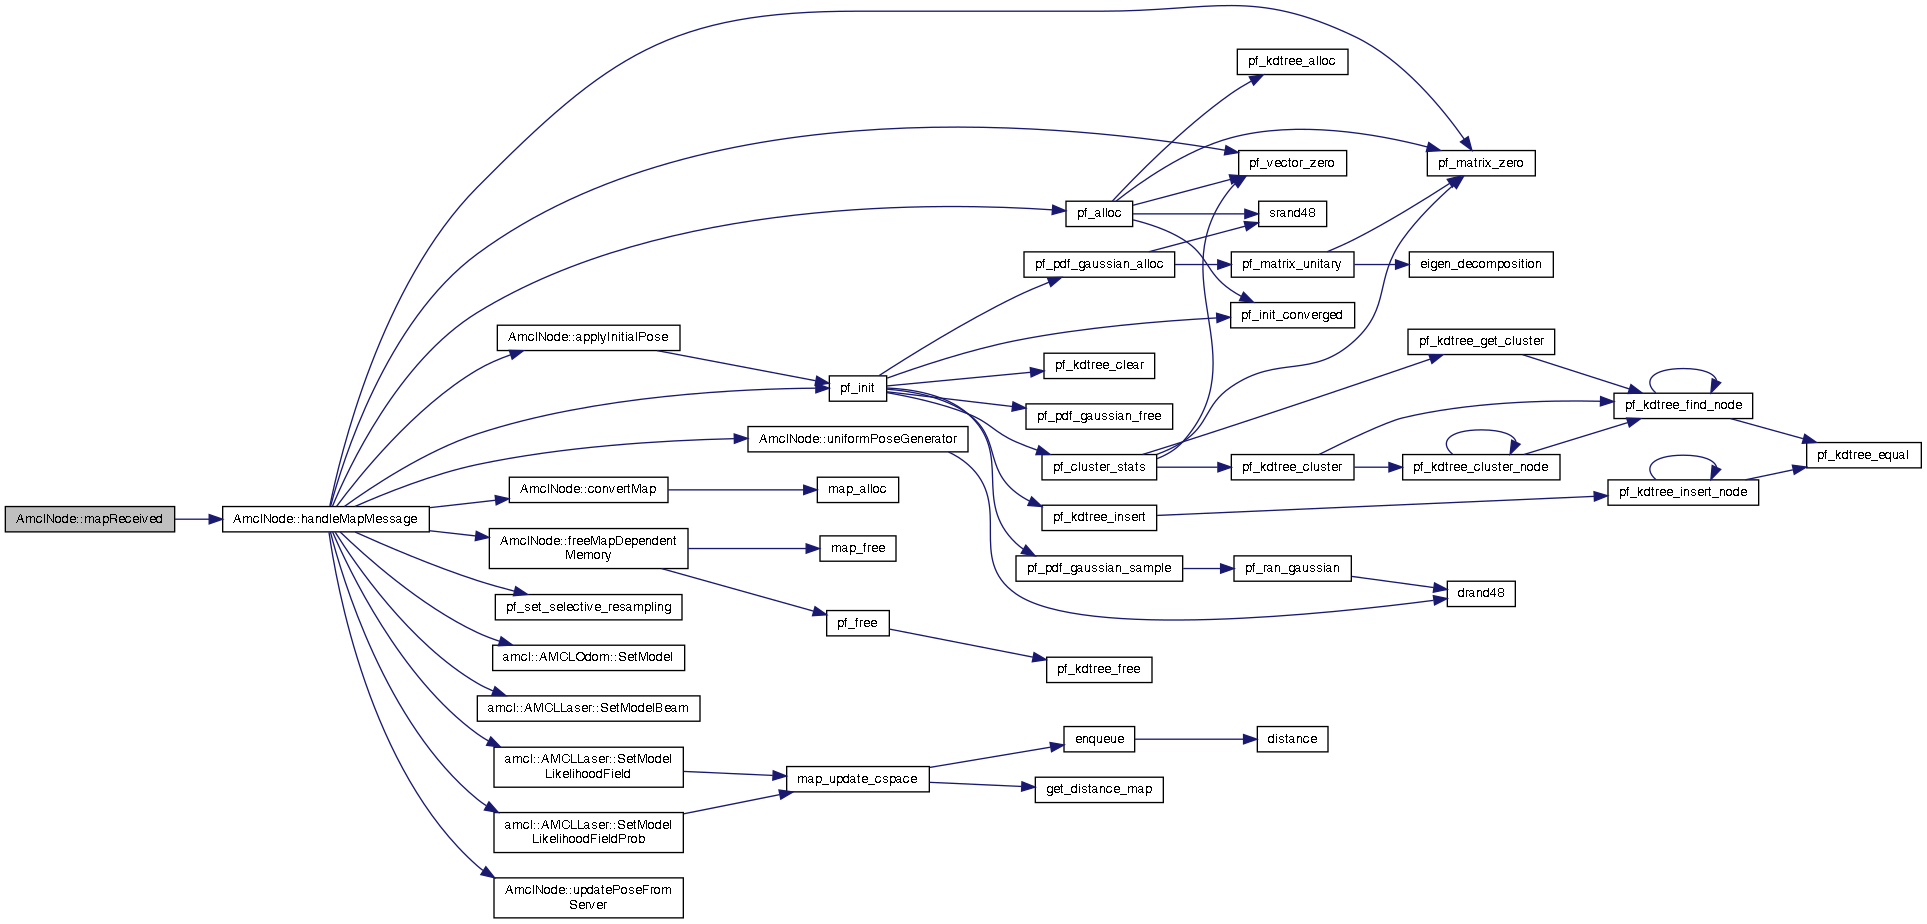 pf_kdtree_alloc
pf_vector_zero
pf_matrix_zero
pf_alloc
srand48
pf_pdf_gaussian_alloc
pf_matrix_unitary
eigen_decomposition
pf_init_converged
AmclNode::applyInitialPose
pf_kdtree_get_cluster
pf_kdtree_clear
pf_init
pf_kdtree_find_node
pf_pdf_gaussian_free
AmclNode::uniformPoseGenerator
pf_cluster_stats
pf_kdtree_cluster
pf_kdtree_cluster_node
pf_kdtree_equal
AmclNode::convertMap
map_alloc
pf_kdtree_insert_node
AmclNode::mapReceived
AmclNode::handleMapMessage
pf_kdtree_insert
AmclNode::freeMapDependent
Memory
map_free
pf_pdf_gaussian_sample
pf_ran_gaussian
drand48
pf_set_selective_resampling
pf_free
amcl::AMCLOdom::SetModel
pf_kdtree_free
amcl::AMCLLaser::SetModelBeam
enqueue
distance
amcl::AMCLLaser::SetModel
LikelihoodField
map_update_cspace
get_distance_map
amcl::AMCLLaser::SetModel
LikelihoodFieldProb
AmclNode::updatePoseFrom
Server